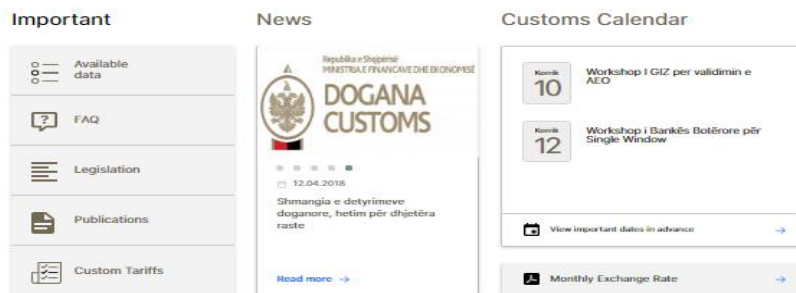 Important
Available
data
FAQ
Legislation
Publications
Custom Tariffs
News
Republika e Shqipërisë
MINISTRIA E FINANCAVE DHE EKONOMISË
DOGANA
CUSTOMS
12.04.2018
Shmangia e detyrimeve
doganore, hetim për dhjetëra
raste
Read more
Customs Calendar
Korrik
10
Workshop I GIZ per validimin e
AEO
Korrik
12
Workshop i Bankës Botërore për
Single Window
View important dates in advance
Monthly Exchange Rate